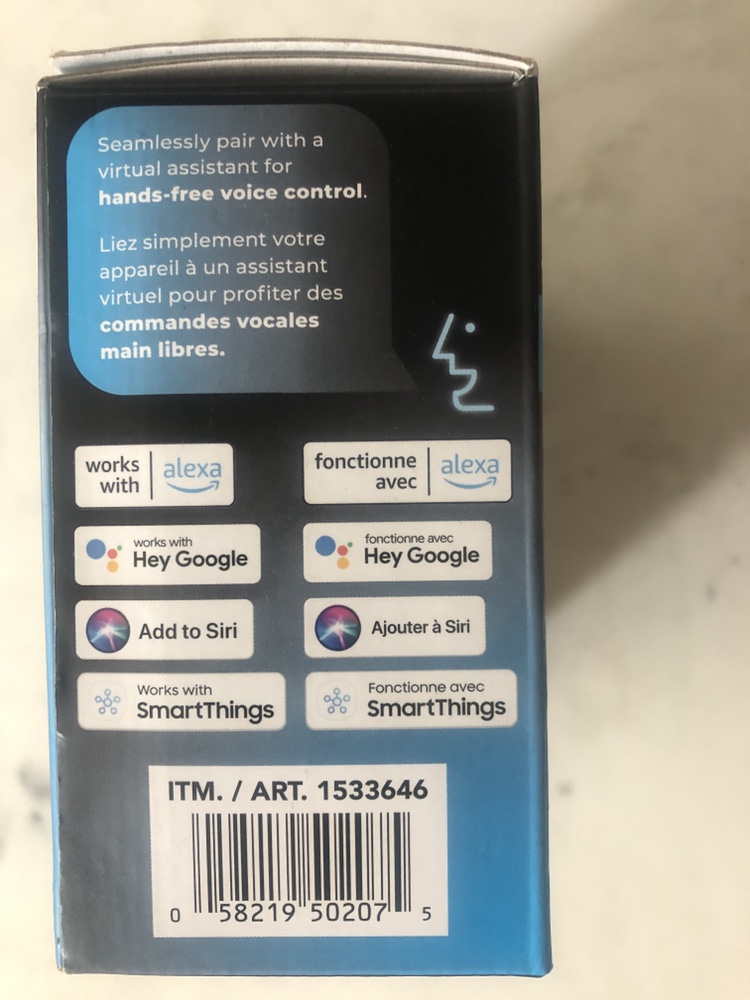 Seamlessly pair with a
virtual assistant for
hands-free voice control.
Liez simplement votre
appareil à un assistant
virtuel pour profiter des
commandes vocales
main libres.
works
with
alexa
fonctionne
avec
alexa
works with
Hey Google
fonctionne avec
Hey Google
Add to Siri
Ajouter à Siri
Works with
SmartThings
Fonctionne avec
SmartThings
ITM. / ART. 1533646
0 58219 50207 5